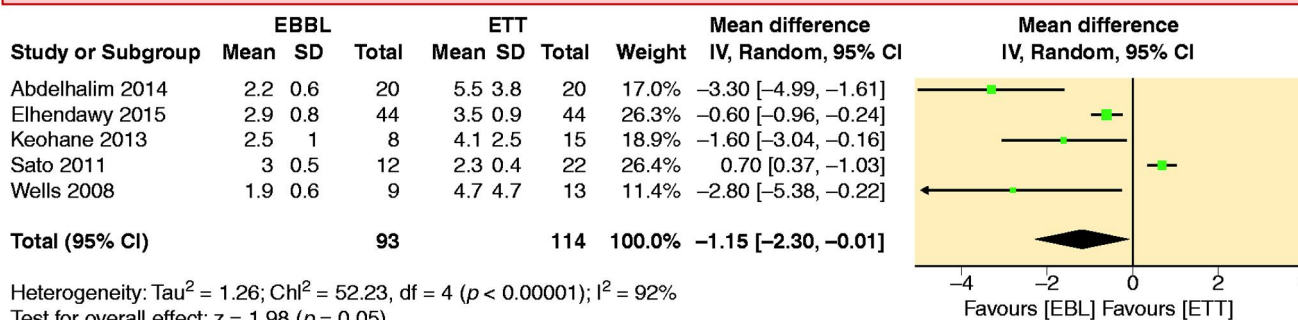 EBBL ETT Mean difference Mean difference
Study or Subgroup Mean SD Total Mean SD Total Weight IV, Random, 95% CI IV, Random, 95% CI
Abdelhalim 2014 2.2 0.6 20 5.5 3.8 20 17.0% −3.30 [−4.99, −1.61]
Elhendawy 2015 2.9 0.8 44 3.5 0.9 44 26.3% −0.60 [−0.96, −0.24]
Keohane 2013 2.5 1 8 4.1 2.5 15 18.9% −1.60 [−3.04, −0.16]
Sato 2011 3 0.5 12 2.3 0.4 22 26.4% 0.70 [0.37, −1.03]
Wells 2008 1.9 0.6 9 4.7 4.7 13 11.4% −2.80 [−5.38, −0.22]
Total (95% CI) 93 114 100.0% −1.15 [−2.30, −0.01]
−4 −2 0 2
Heterogeneity: Tau² = 1.26; Chl² = 52.23, df = 4 (p < 0.00001); I² = 92%
Favours [EBL] Favours [ETT]
Test for overall effect: z = 1.98 (p = 0.05)